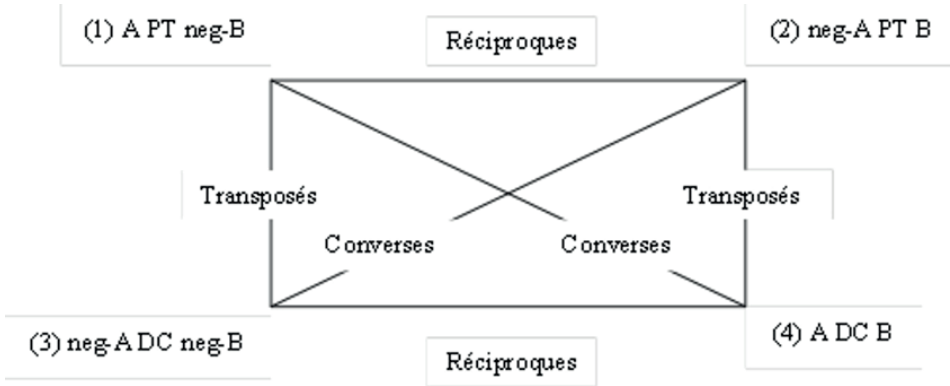 (1) A PT neg-B
Réciproques
(2) neg-A PT B
Transposés
Transposés
Converses
Converses
(3) neg-A DC neg-B
Réciproques
(4) A DC B